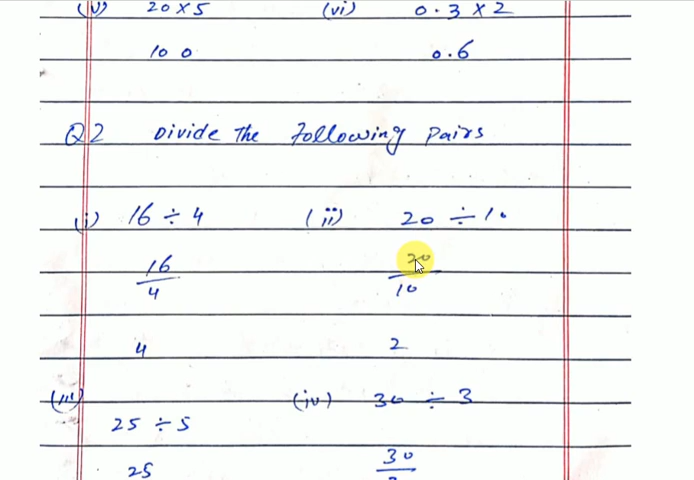 (v) 20 × 5 (vi) 0.3 × 2
100 0.6
Q2 Divide The Following Pairs
(i) 16 ÷ 4 (ii) 20 ÷ 10
16 20
4 10
4 2
(iii) (iv) 30 ÷ 3
25 ÷ 5
25 30